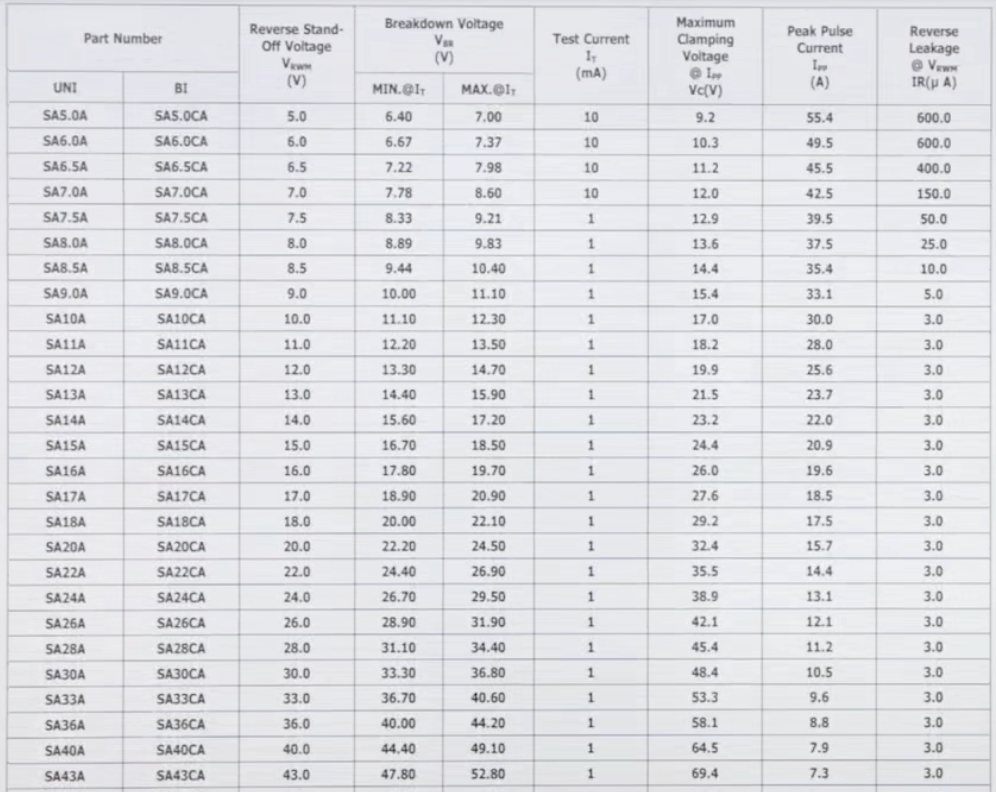 Part Number Reverse Stand-Off Voltage VRWM (V) Breakdown Voltage VBR (V) Test Current IT (mA) Maximum Clamping Voltage @ IPP Vc(V) Peak Pulse Current IPP (A) Reverse Leakage @ VRWM IR(μ A)
UNI BI MIN.@IT MAX.@IT
SA5.0A SA5.0CA 5.0 6.40 7.00 10 9.2 55.4 600.0
SA6.0A SA6.0CA 6.0 6.67 7.37 10 10.3 49.5 600.0
SA6.5A SA6.5CA 6.5 7.22 7.98 10 11.2 45.5 400.0
SA7.0A SA7.0CA 7.0 7.78 8.60 10 12.0 42.5 150.0
SA7.5A SA7.5CA 7.5 8.33 9.21 1 12.9 39.5 50.0
SA8.0A SA8.0CA 8.0 8.89 9.83 1 13.6 37.5 25.0
SA8.5A SA8.5CA 8.5 9.44 10.40 1 14.4 35.4 10.0
SA9.0A SA9.0CA 9.0 10.00 11.10 1 15.4 33.1 5.0
SA10A SA10CA 10.0 11.10 12.30 1 17.0 30.0 3.0
SA11A SA11CA 11.0 12.20 13.50 1 18.2 28.0 3.0
SA12A SA12CA 12.0 13.30 14.70 1 19.9 25.6 3.0
SA13A SA13CA 13.0 14.40 15.90 1 21.5 23.7 3.0
SA14A SA14CA 14.0 15.60 17.20 1 23.2 22.0 3.0
SA15A SA15CA 15.0 16.70 18.50 1 24.4 20.9 3.0
SA16A SA16CA 16.0 17.80 19.70 1 26.0 19.6 3.0
SA17A SA17CA 17.0 18.90 20.90 1 27.6 18.5 3.0
SA18A SA18CA 18.0 20.00 22.10 1 29.2 17.5 3.0
SA20A SA20CA 20.0 22.20 24.50 1 32.4 15.7 3.0
SA22A SA22CA 22.0 24.40 26.90 1 35.5 14.4 3.0
SA24A SA24CA 24.0 26.70 29.50 1 38.9 13.1 3.0
SA26A SA26CA 26.0 28.90 31.90 1 42.1 12.1 3.0
SA28A SA28CA 28.0 31.10 34.40 1 45.4 11.2 3.0
SA30A SA30CA 30.0 33.30 36.80 1 48.4 10.5 3.0
SA33A SA33CA 33.0 36.70 40.60 1 53.3 9.6 3.0
SA36A SA36CA 36.0 40.00 44.20 1 58.1 8.8 3.0
SA40A SA40CA 40.0 44.40 49.10 1 64.5 7.9 3.0
SA43A SA43CA 43.0 47.80 52.80 1 69.4 7.3 3.0